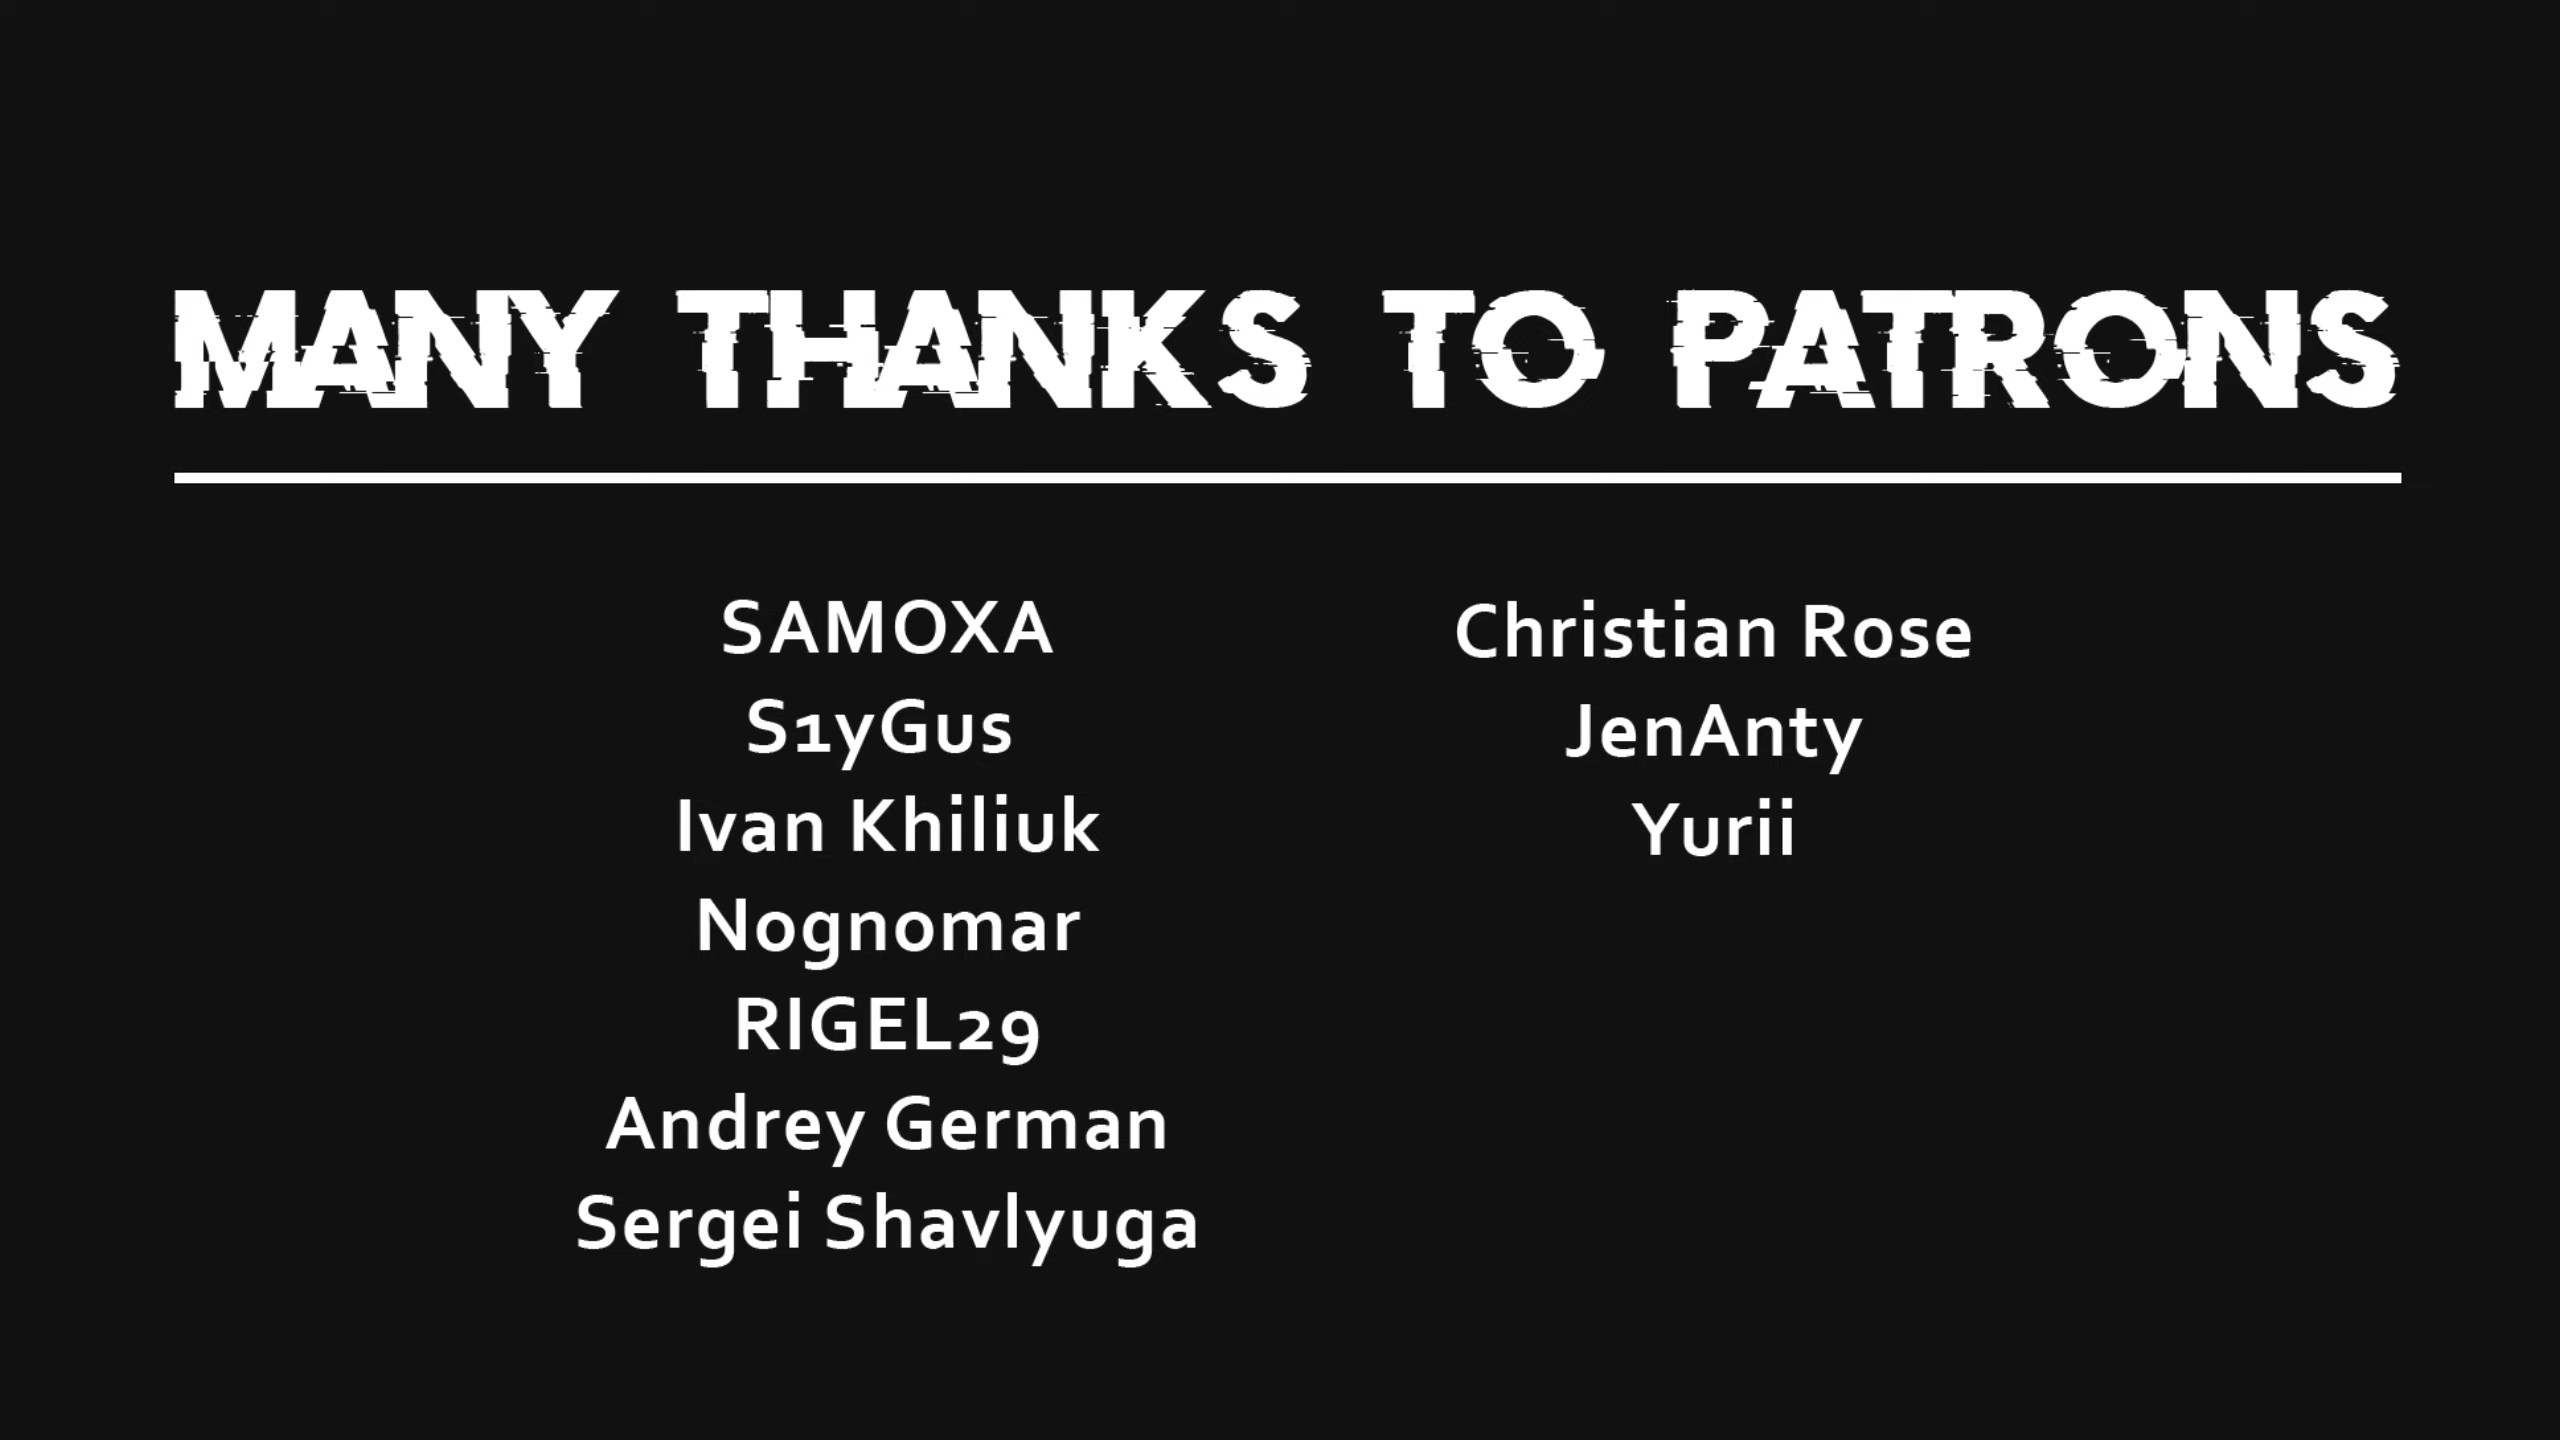 MANY THANKS TO PATRONS
SAMOXA
S1yGus
Ivan Khiliuk
Nognomar
RIGEL29
Andrey German
Sergei Shavlyuga
Christian Rose
JenAnty
Yurii